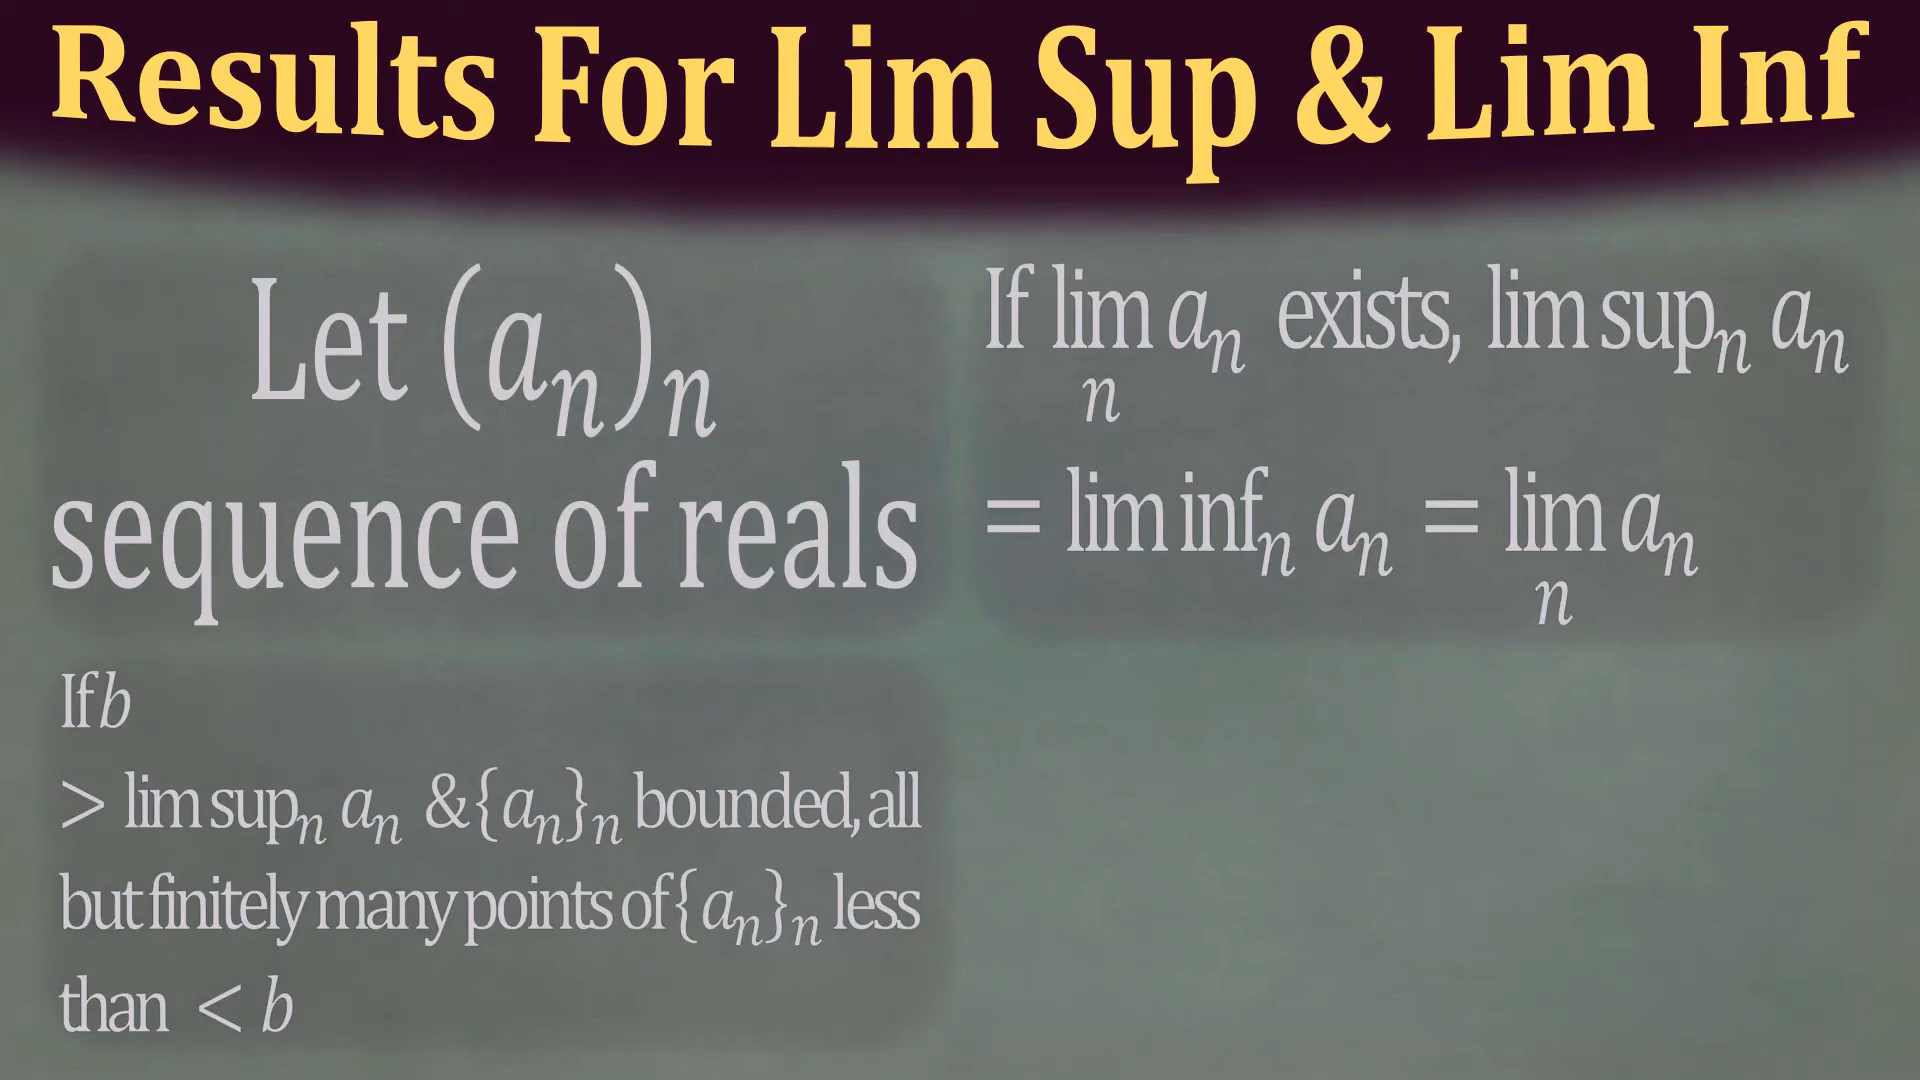 Results For Lim Sup & Lim Inf
Let (aₙ)ₙ
sequence of reals
If lim aₙ exists, lim supₙ aₙ
n
= lim infₙ aₙ = lim aₙ
n
If b
> lim supₙ aₙ & {aₙ}ₙ bounded, all
but finitely many points of {aₙ}ₙ less
than < b